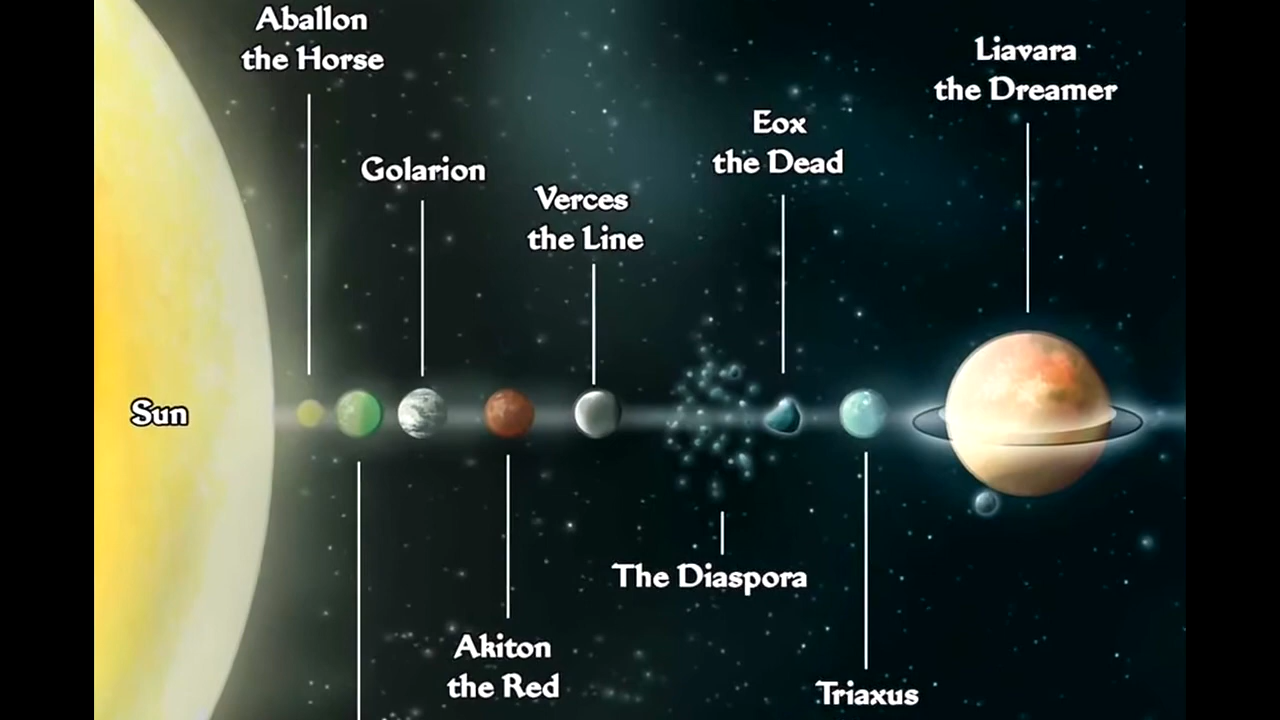 Aballon
the Horse
Liavara
the Dreamer
Eox
the Dead
Golarion
Verces
the Line
Sun
The Diaspora
Akiton
the Red
Triaxus